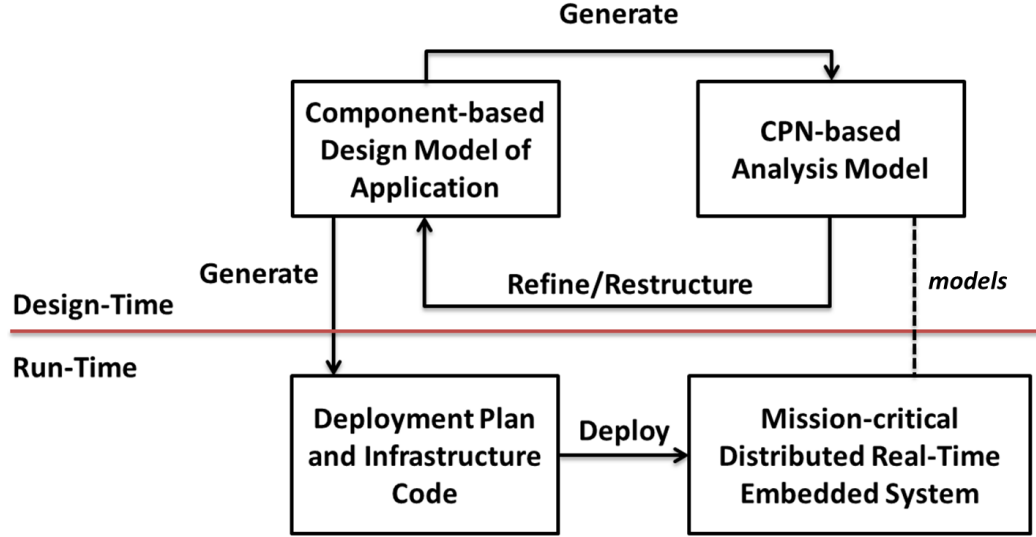 Generate
Component-based
Design Model of
Application
CPN-based
Analysis Model
Generate
Refine/Restructure
models
Design-Time
Run-Time
Deployment Plan
and Infrastructure
Code
Deploy
Mission-critical
Distributed Real-Time
Embedded System